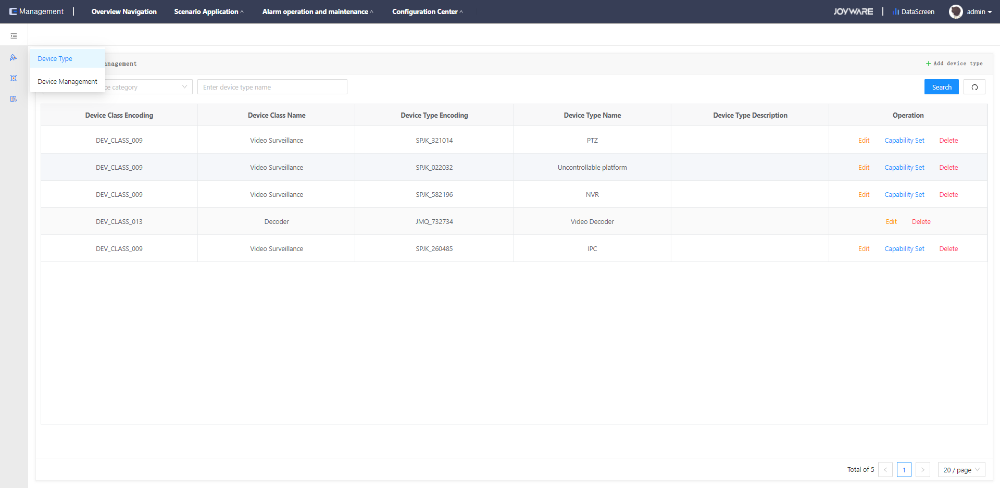 Management Overview Navigation Scenario Application Alarm operation and maintenance Configuration Center JOYWARE DataScreen admin
Device Type
anagement Add device type
Device Management
ce category Enter device type name Search
Device Class Encoding Device Class Name Device Type Encoding Device Type Name Device Type Description Operation
DEV_CLASS_009 Video Surveillance SPJK_321014 PTZ Edit Capability Set Delete
DEV_CLASS_009 Video Surveillance SPJK_022032 Uncontrollable platform Edit Capability Set Delete
DEV_CLASS_009 Video Surveillance SPJK_582196 NVR Edit Capability Set Delete
DEV_CLASS_013 Decoder JMQ_732734 Video Decoder Edit Delete
DEV_CLASS_009 Video Surveillance SPJK_260485 IPC Edit Capability Set Delete
Total of 5 < 1 > 20 / page